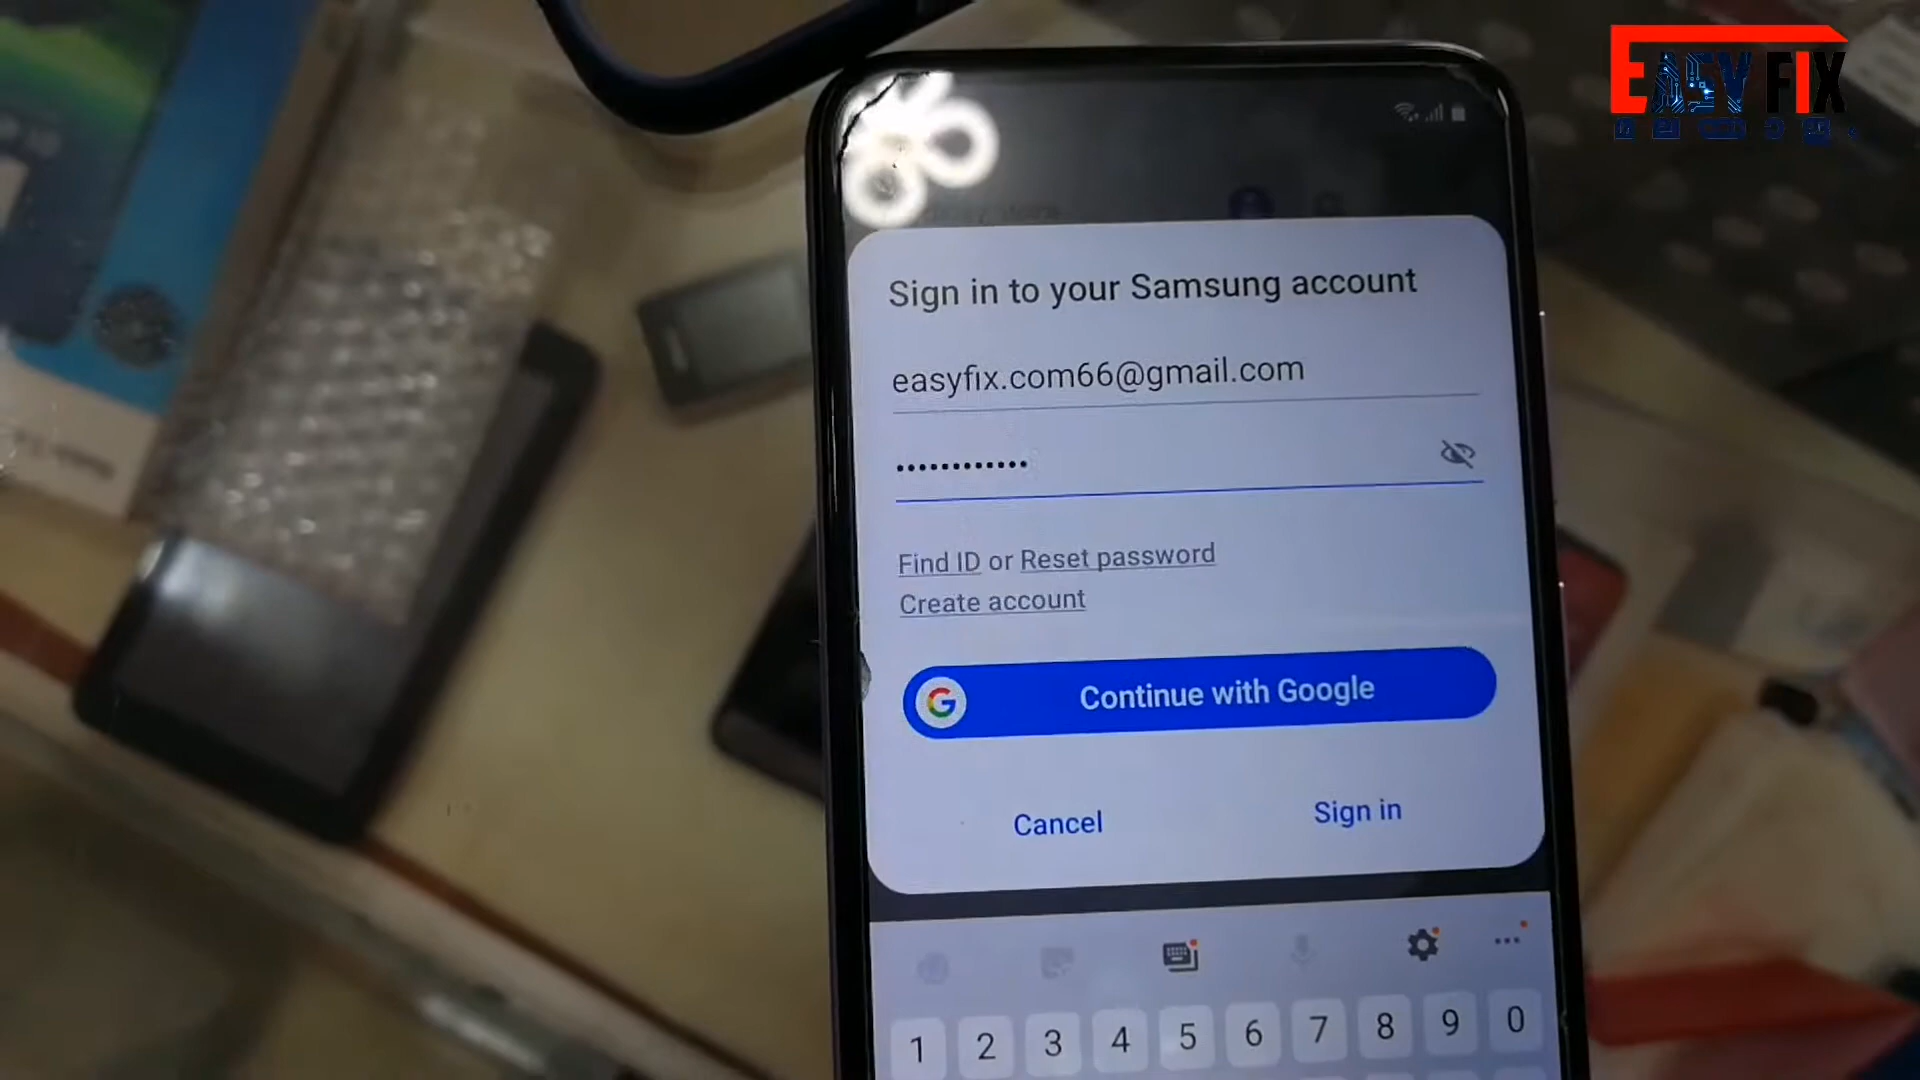 EASY FIX
Sign in to your Samsung account
easyfix.com66@gmail.com
••••••••••••
Find ID or Reset password
Create account
G Continue with Google
Cancel Sign in
1 2 3 4 5 6 7 8 9 0